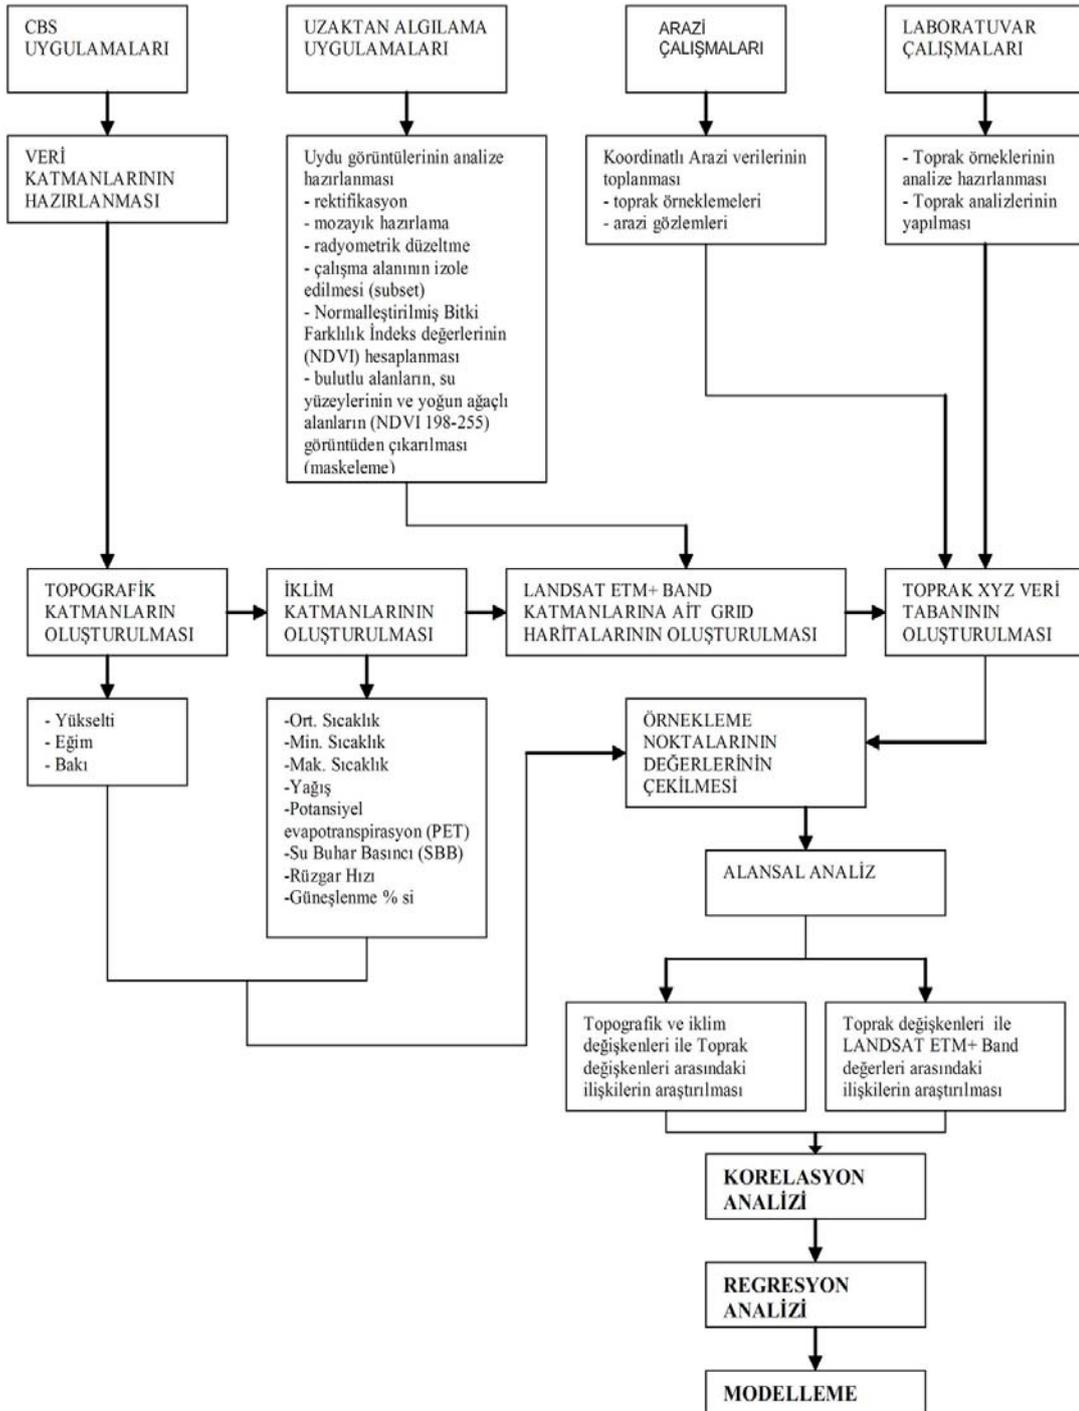 CBS
UYGULAMALARI
UZAKTAN ALGILAMA
UYGULAMALARI
ARAZİ
ÇALIŞMALARI
LABORATUVAR
ÇALIŞMALARI
VERİ
KATMANLARININ
HAZIRLANMASI
Uydu görüntülerinin analize
hazırlanması
- rektifikasyon
- mozayık hazırlama
- radyometrik düzeltme
- çalışma alanının izole
edilmesi (subset)
- Normalleştirilmiş Bitki
Farklılık İndeks değerlerinin
(NDVI) hesaplanması
- bulutlu alanların, su
yüzeylerinin ve yoğun ağaçlı
alanların (NDVI 198-255)
görüntüden çıkarılması
(maskeleme)
Koordinatlı Arazi verilerinin
toplanması
- toprak örneklemeleri
- arazi gözlemleri
- Toprak örneklerinin
analize hazırlanması
- Toprak analizlerinin
yapılması
TOPOGRAFİK
KATMANLARIN
OLUŞTURULMASI
İKLİM
KATMANLARININ
OLUŞTURULMASI
LANDSAT ETM+ BAND
KATMANLARINA AİT GRID
HARİTALARININ OLUŞTURULMASI
TOPRAK XYZ VERİ
TABANININ
OLUŞTURULMASI
- Yükselti
- Eğim
- Bakı
-Ort. Sıcaklık
-Min. Sıcaklık
-Mak. Sıcaklık
-Yağış
-Potansiyel
evapotranspirasyon (PET)
-Su Buhar Basıncı (SBB)
-Rüzgar Hızı
-Güneşlenme % si
ÖRNEKLEME
NOKTALARININ
DEĞERLERİNİN
ÇEKİLMESİ
ALANSAL ANALİZ
Topografik ve iklim
değişkenleri ile Toprak
değişkenleri arasındaki
ilişkilerin araştırılması
Toprak değişkenleri ile
LANDSAT ETM+ Band
değerleri arasındaki
ilişkilerin araştırılması
KORELASYON
ANALİZİ
REGRESYON
ANALİZİ
MODELLEME